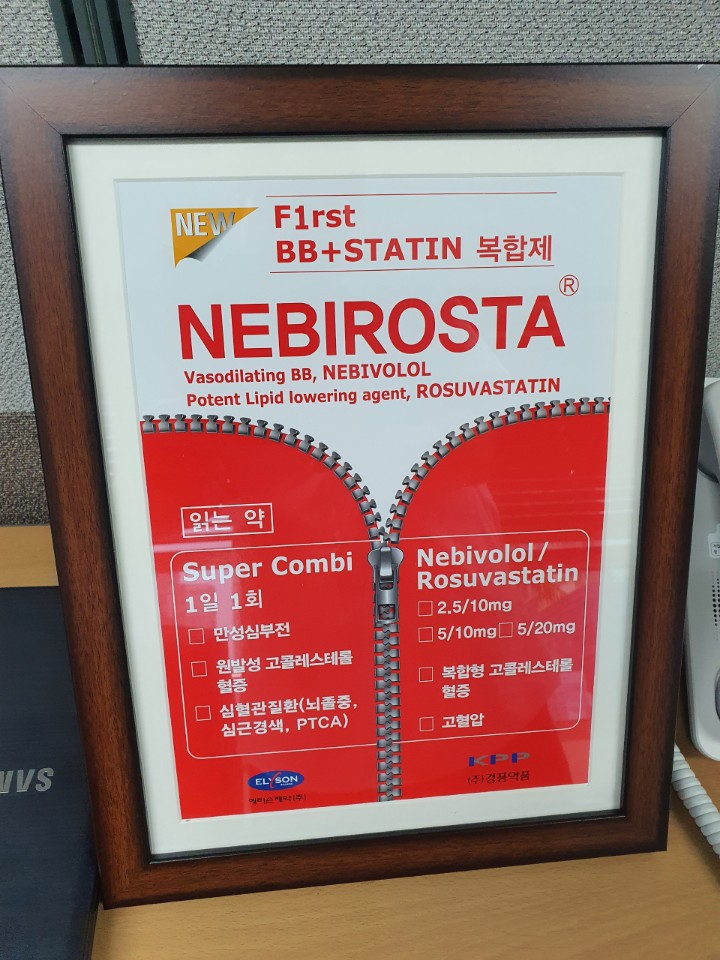 NEW
F1rst
BB+STATIN 복합제
NEBIROSTA®
Vasodilating BB, NEBIVOLOL
Potent Lipid lowering agent, ROSUVASTATIN
읽는 약
Super Combi
1일 1회
만성심부전
원발성 고콜레스테롤
혈증
심혈관질환(뇌졸중,
심근경색, PTCA)
Nebivolol/
Rosuvastatin
2.5/10mg
5/10mg 5/20mg
복합형 고콜레스테롤
혈증
고혈압
ELYSON
에리슨제약(주)
KPP
(주)경풍약품